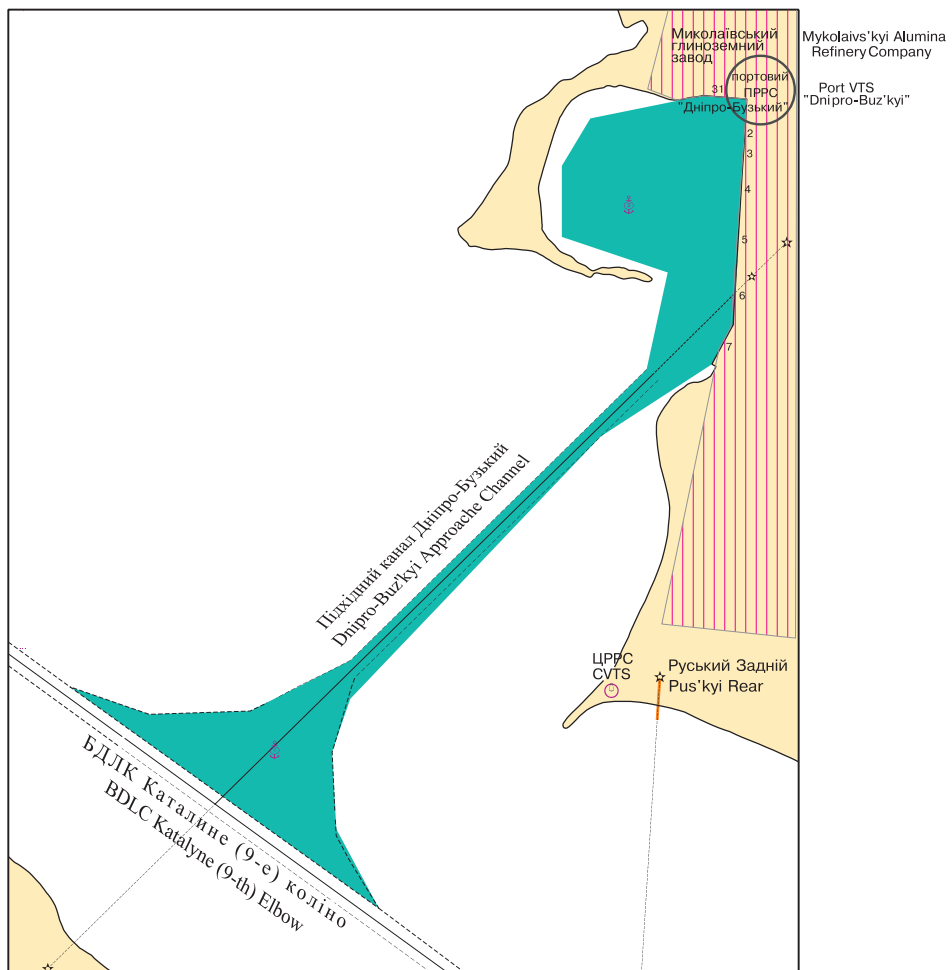 Миколаївський
глиноземний
завод
Mykolaivs'kyi Alumina
Refinery Company
портовий
ПРРС
"Дніпро-Бузький"
Port VTS
"Dnipro-Buz'kyi"
31
2
3
4
5
6
7
Підхідний канал Дніпро-Бузький
Dnipro-Buz'kyi Approache Channel
ЦРРС
CVTS
Руський Задній
Pus'kyi Rear
БДЛК Каталине (9-е) коліно
BDLC Katalyne (9-th) Elbow